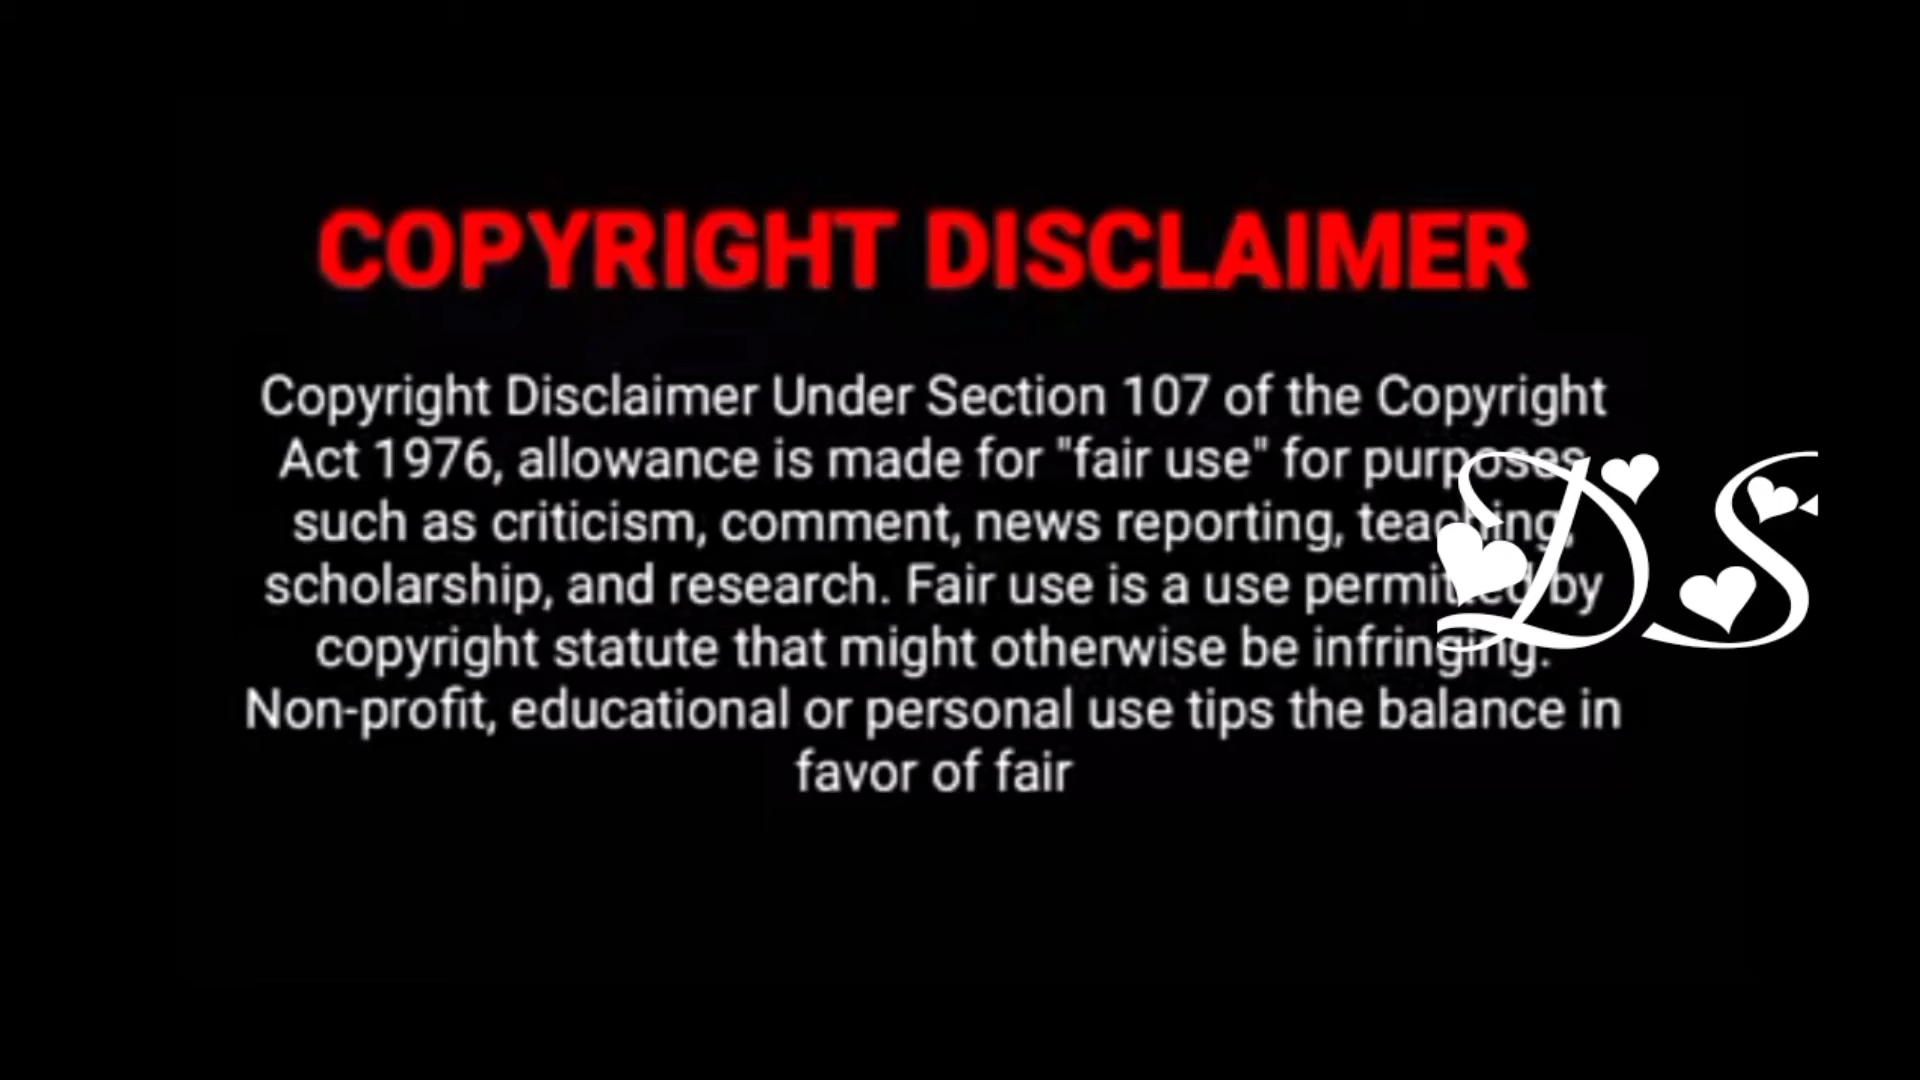 COPYRIGHT DISCLAIMER
Copyright Disclaimer Under Section 107 of the Copyright
Act 1976, allowance is made for "fair use" for purposes
such as criticism, comment, news reporting, teaching,
scholarship, and research. Fair use is a use permitted by
copyright statute that might otherwise be infringing.
Non-profit, educational or personal use tips the balance in
favor of fair
DS